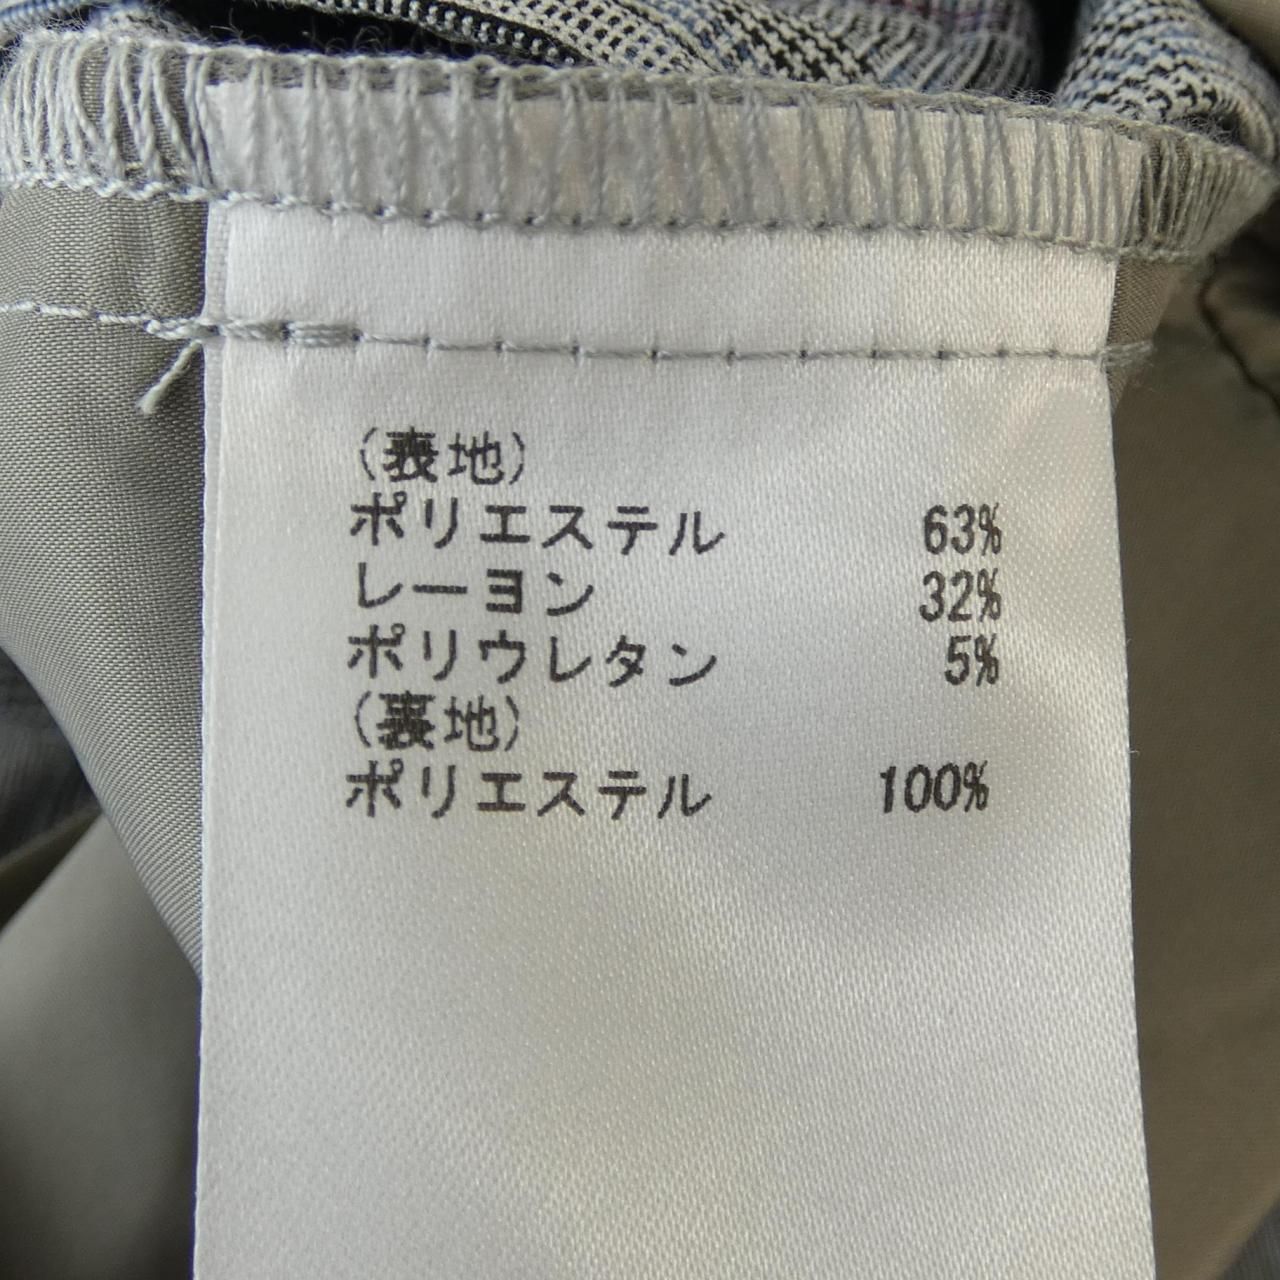 (表地)
ポリエステル 63%
レーヨン 32%
ポリウレタン 5%
(裏地)
ポリエステル 100%